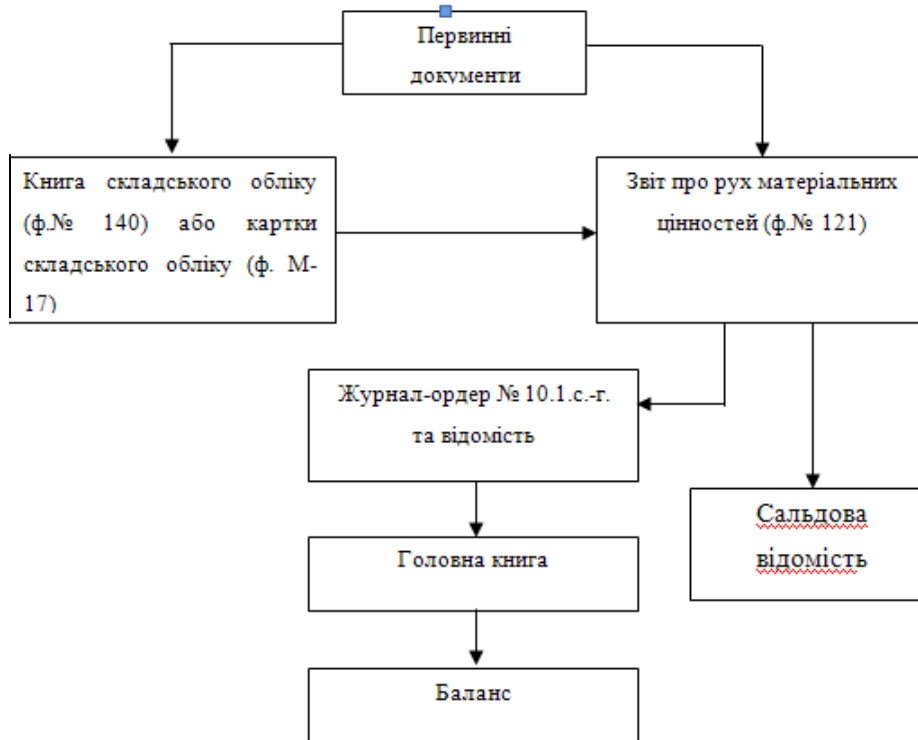 Первинні
документи
Книга складського обліку
(ф.№ 140) або картки
складського обліку (ф. М-
17)
Звіт про рух матеріальних
цінностей (ф.№ 121)
Журнал-ордер № 10.1.с.-г.
та відомість
Сальдова
відомість
Головна книга
Баланс